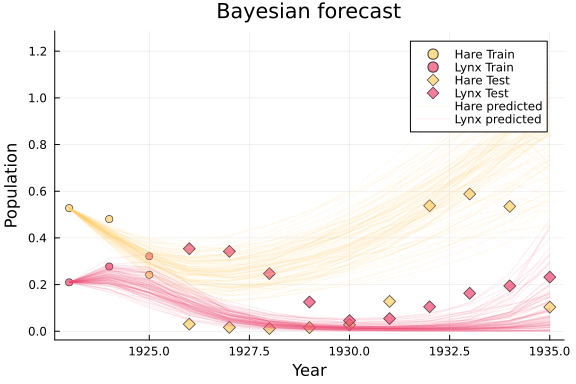 Bayesian forecast
1.2
1.0
0.8
0.6
0.4
0.2
0.0
Population
Hare Train
Lynx Train
Hare Test
Lynx Test
Hare predicted
Lynx predicted
1925.0
1927.5
1930.0
1932.5
1935.0
Year